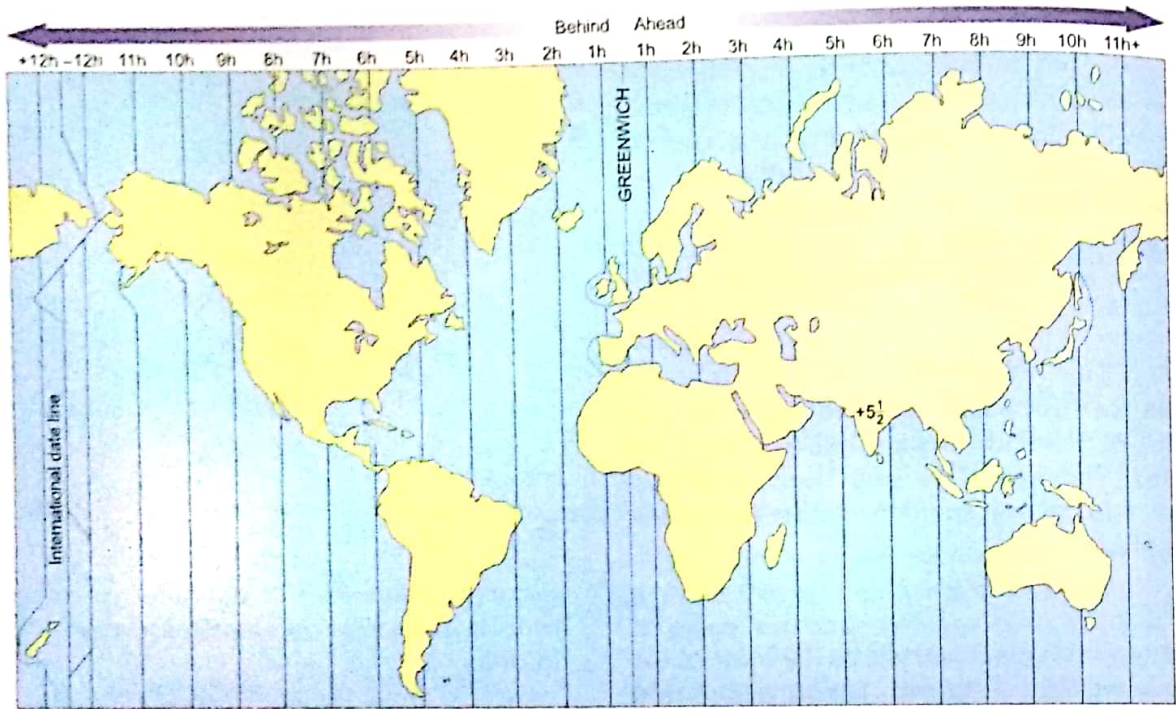 Behind Ahead
+12h –12h 11h 10h 9h 8h 7h 6h 5h 4h 3h 2h 1h 1h 2h 3h 4h 5h 6h 7h 8h 9h 10h 11h+
GREENWICH
+5½
International date line